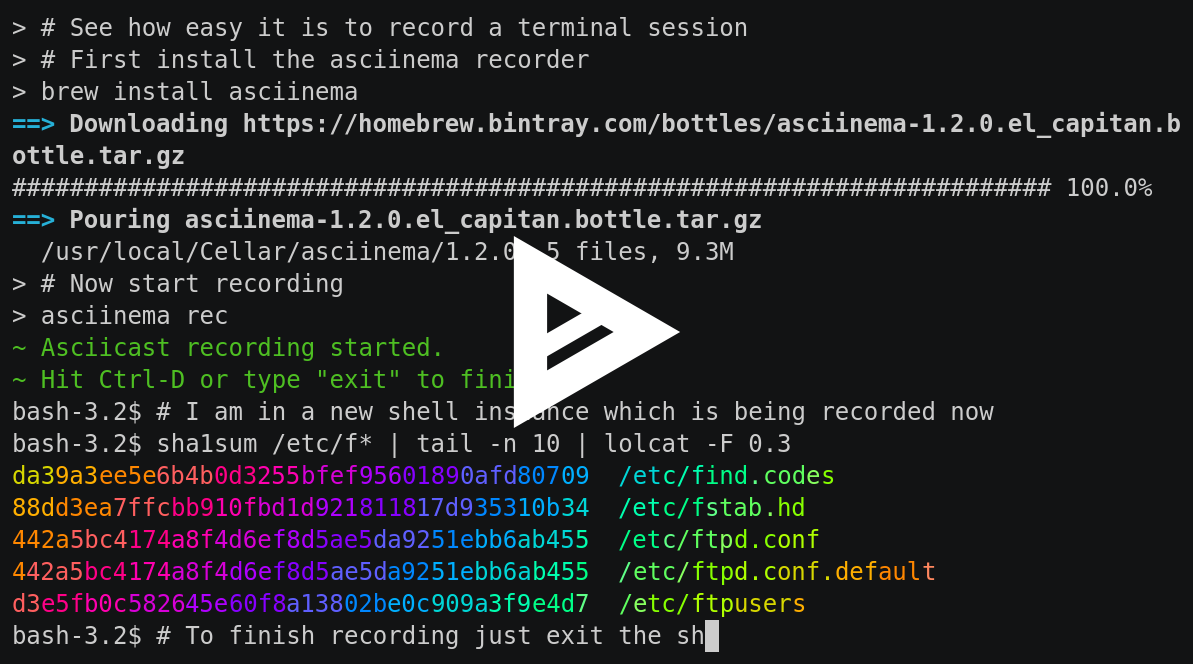 > # See how easy it is to record a terminal session
> # First install the asciinema recorder
> brew install asciinema
==> Downloading https://homebrew.bintray.com/bottles/asciinema-1.2.0.el_capitan.b
ottle.tar.gz
######################################################################## 100.0%
==> Pouring asciinema-1.2.0.el_capitan.bottle.tar.gz
/usr/local/Cellar/asciinema/1.2.0 5 files, 9.3M
> # Now start recording
> asciinema rec
~ Asciicast recording started.
~ Hit Ctrl-D or type "exit" to
bash-3.2$ # I am in a new shell which is being recorded now
bash-3.2$ sha1sum /etc/f* | tail -n 10 | lolcat -F 0.3
da39a3ee5e6b4b0d3255bfef95601890afd80709 /etc/find.codes
88dd3ea7ffcbb910fbd1d921811817d935310b34 /etc/fstab.hd
442a5bc4174a8f4d6ef8d5ae5da9251ebb6ab455 /etc/ftpd.conf
442a5bc4174a8f4d6ef8d5ae5da9251ebb6ab455 /etc/ftpd.conf.default
d3e5fb0c582645e60f8a13802be0c909a3f9e4d7 /etc/ftpusers
bash-3.2$ # To finish recording just exit the sh